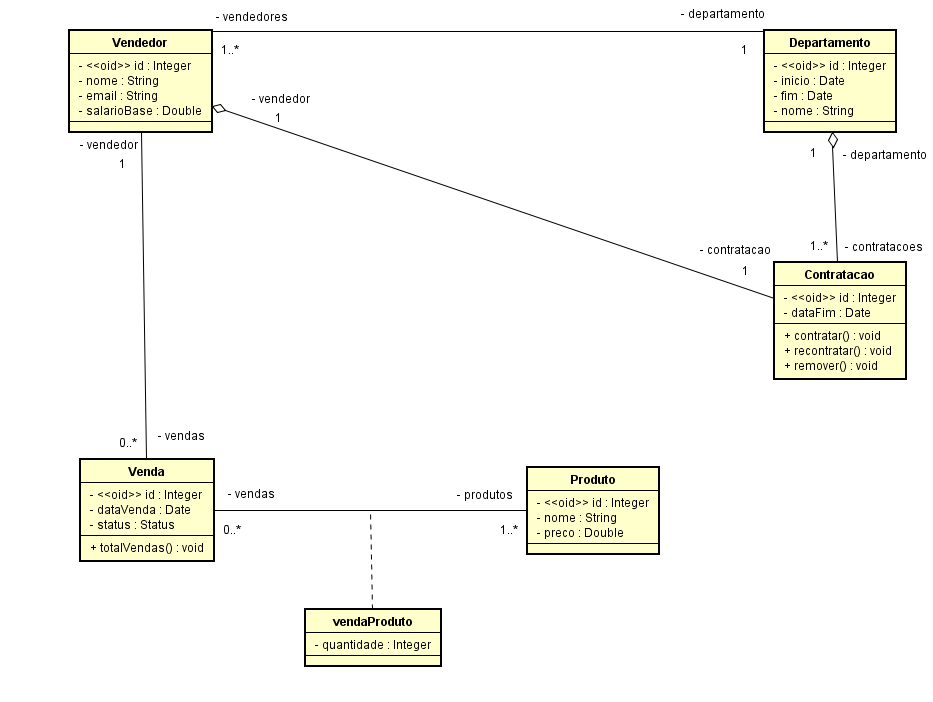 - vendedores
- departamento
1..*
1
Vendedor
- <<oid>> id : Integer
- nome : String
- email : String
- salarioBase : Double
Departamento
- <<oid>> id : Integer
- inicio : Date
- fim : Date
- nome : String
- vendedor
1
- vendedor
1
1
- departamento
1..*
- contratacoes
- contratacao
1
Contratacao
- <<oid>> id : Integer
- dataFim : Date
+ contratar() : void
+ recontratar() : void
+ remover() : void
0..*
- vendas
Venda
- <<oid>> id : Integer
- dataVenda : Date
- status : Status
+ totalVendas() : void
- vendas
0..*
- produtos
1..*
Produto
- <<oid>> id : Integer
- nome : String
- preco : Double
vendaProduto
- quantidade : Integer